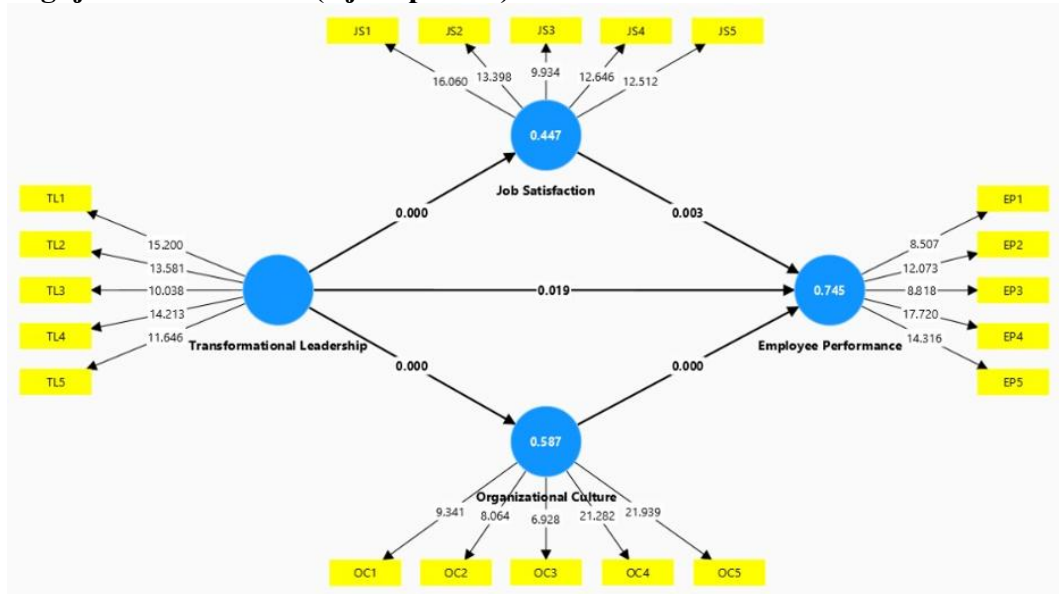 JS1 JS2 JS3 JS4 JS5
16.060 13.398 9.934 12.646 12.512
0.447
Job Satisfaction
TL1
TL2
TL3
TL4
TL5
15.200
13.581
10.038
14.213
11.646
Transformational Leadership
0.000
0.003
0.019
0.000
0.000
0.745
Employee Performance
8.507
12.073
8.818
17.720
14.316
EP1
EP2
EP3
EP4
EP5
0.587
Organizational Culture
9.341 8.064 6.928 21.282 21.939
OC1 OC2 OC3 OC4 OC5